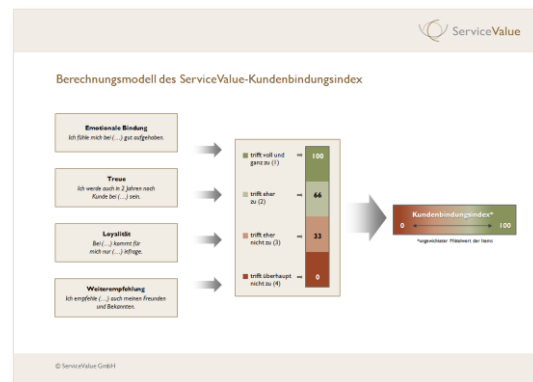 ServiceValue
Berechnungsmodell des ServiceValue-Kundenbindungsindex
Emotionale Bindung
Ich fühle mich bei (…) gut aufgehoben.
Treue
Ich werde auch in 2 Jahren noch
Kunde bei (…) sein.
Loyalität
Bei (…) kommt für
mich nur (…) infrage.
Weiterempfehlung
Ich empfehle (…) auch meinen Freunden
und Bekannten.
trifft voll und
ganz zu (1)
100
trifft eher
zu (2)
66
trifft eher
nicht zu (3)
33
trifft überhaupt
nicht zu (4)
0
Kundenbindungsindex*
0 100
*ungewichteter Mittelwert der Items
© ServiceValue GmbH